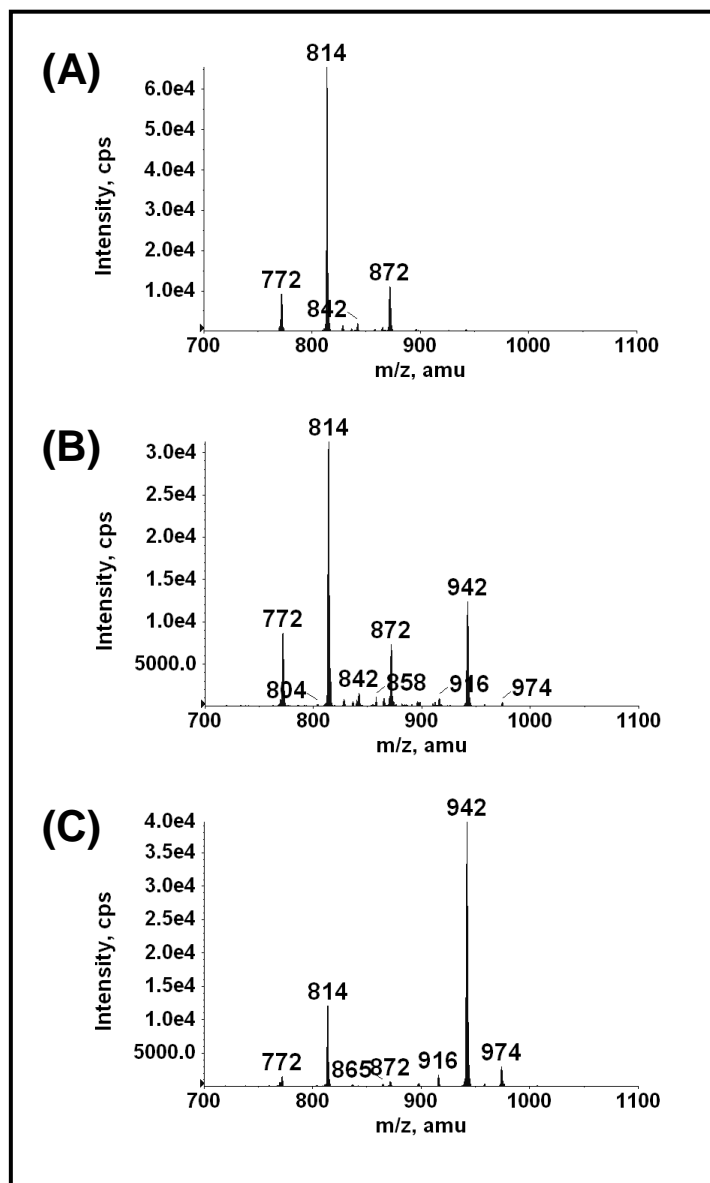 (A)
814
6.0e4
5.0e4
4.0e4
3.0e4
2.0e4
1.0e4
Intensity, cps
772
842
872
700 800 900 1000 1100
m/z, amu
(B)
814
3.0e4
2.5e4
2.0e4
1.5e4
1.0e4
5000.0
Intensity, cps
772
804
842
858
872
942
916
974
700 800 900 1000 1100
m/z, amu
(C)
942
4.0e4
3.5e4
3.0e4
2.5e4
2.0e4
1.5e4
1.0e4
5000.0
Intensity, cps
814
772
865
872
916
974
700 800 900 1000 1100
m/z, amu